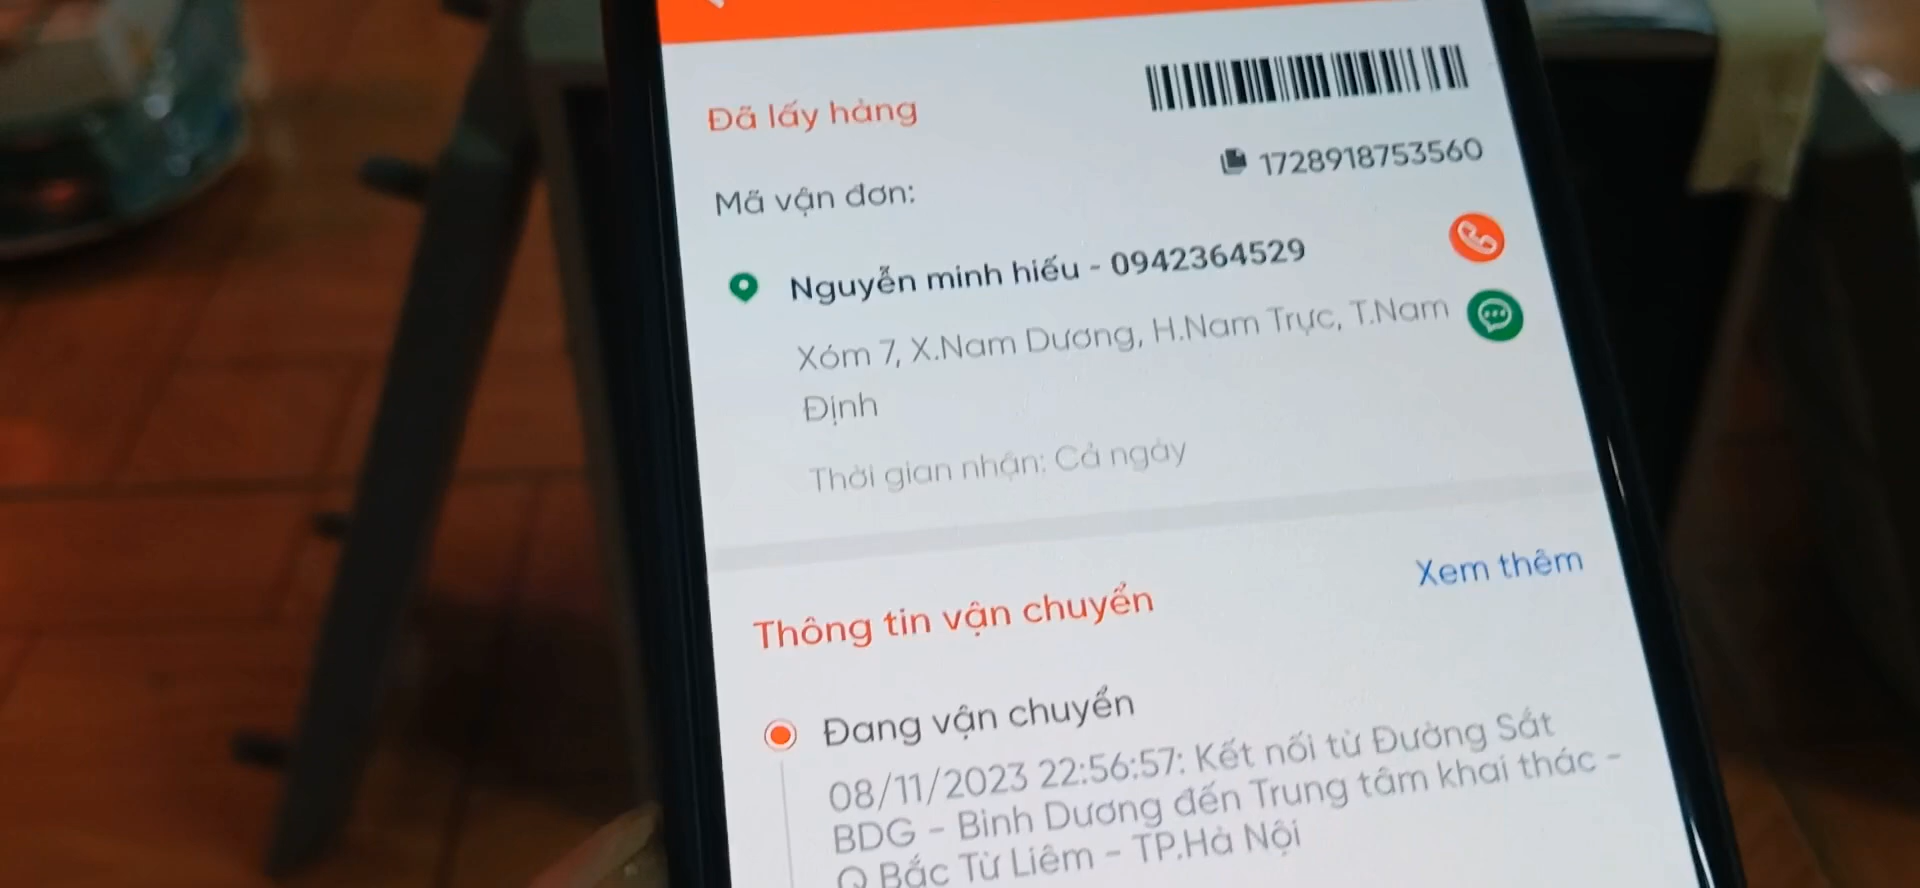 Đã lấy hàng
Mã vận đơn:
1728918753560
Nguyễn minh hiếu - 0942364529
Xóm 7, X.Nam Dương, H.Nam Trực, T.Nam
Định
Thời gian nhận: Cả ngày
Thông tin vận chuyển
Xem thêm
Đang vận chuyển
08/11/2023 22:56:57: Kết nối từ Đường Sắt
BDG - Bình Dương đến Trung tâm khai thác -
Q Bắc Từ Liêm - TP.Hà Nội